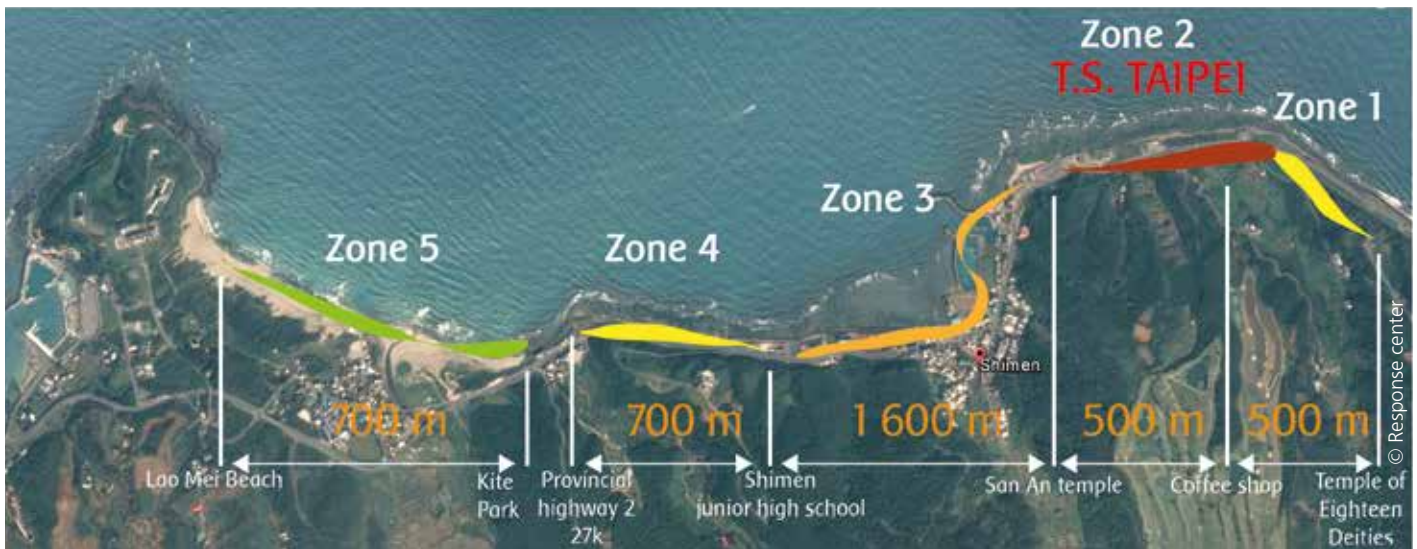 Zone 2
T.S. TAIPEI
Zone 1
Zone 3
Zone 5
Zone 4
Shimen
700 m
700 m
1 600 m
500 m
500 m
Lao Mei Beach
Kite
Park
Provincial
highway 2
27k
Shimen
junior high school
San An temple
Coffee shop
Temple of
Eighteen
Deities
© Response center